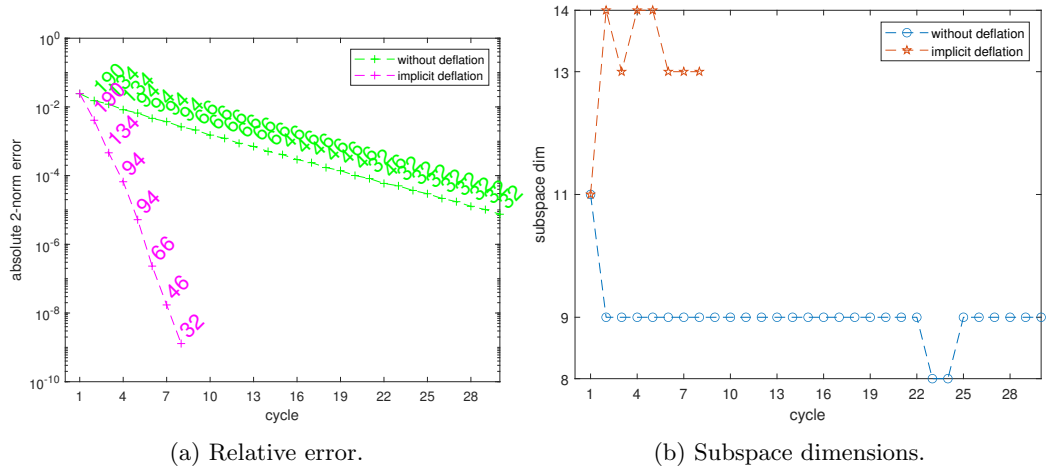 10^0
10^-2
10^-4
10^-6
10^-8
10^-10
absolute 2-norm error
without deflation
implicit deflation
190
134
190
134
94
94
66
46
32
1 4 7 10 13 16 19 22 25 28
cycle
(a) Relative error.
14
13
11
9
8
subspace dim
without deflation
implicit deflation
1 4 7 10 13 16 19 22 25 28
cycle
(b) Subspace dimensions.